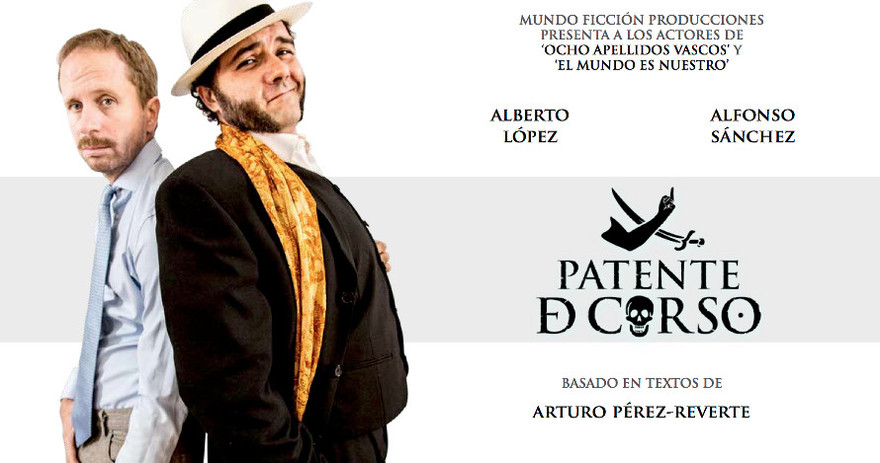 MUNDO FICCIÓN PRODUCCIONES
PRESENTA A LOS ACTORES DE
‘OCHO APELLIDOS VASCOS’ Y
‘EL MUNDO ES NUESTRO’
ALBERTO LÓPEZ
ALFONSO SÁNCHEZ
PATENTE
D CORSO
BASADO EN TEXTOS DE
ARTURO PÉREZ-REVERTE